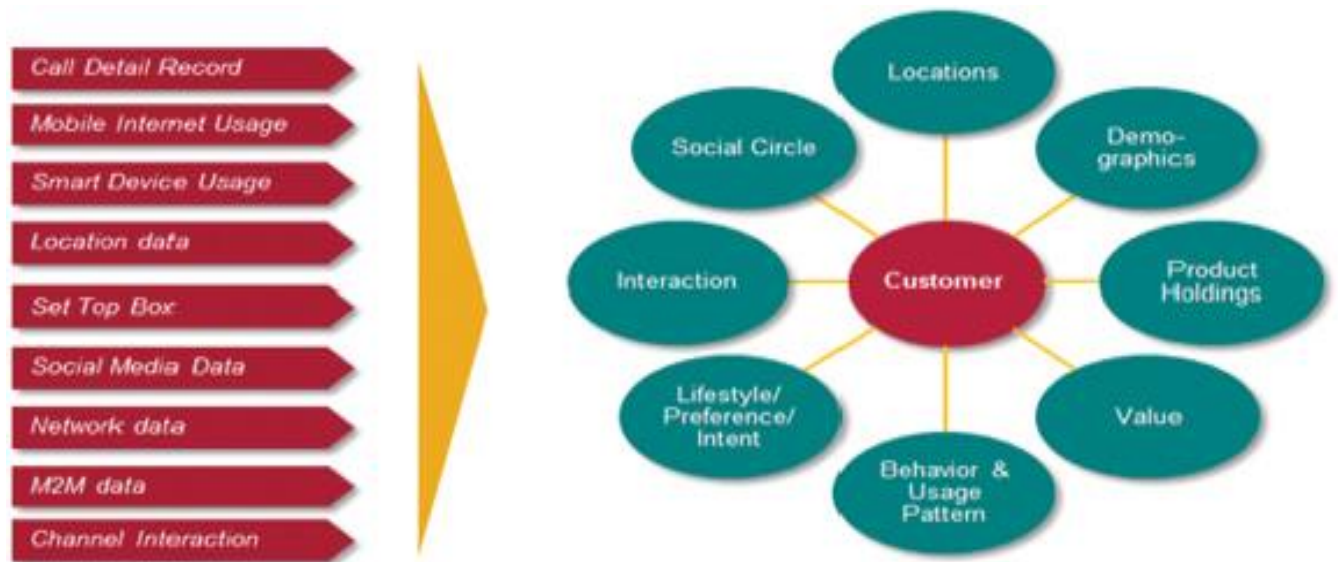 Call Detail Record
Mobile Internet Usage
Smart Device Usage
Location data
Set Top Box
Social Media Data
Network data
M2M data
Channel Interaction
Locations
Demo-
graphics
Product
Holdings
Value
Behavior &
Usage
Pattern
Lifestyle/
Preference/
Intent
Interaction
Social Circle
Customer